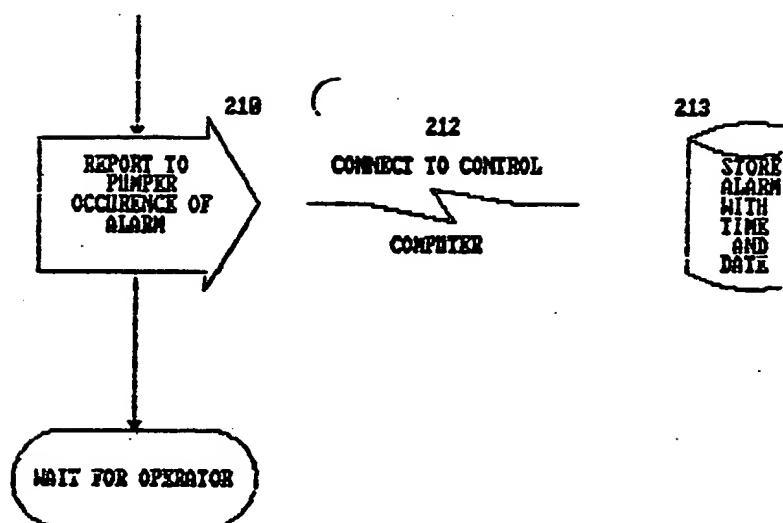 210
REPORT TO
PUMPER
OCCURENCE OF
ALARM
212
CONNECT TO CONTROL
COMPUTER
213
STORE
ALARM
WITH
TIME
AND
DATE
WAIT FOR OPERATOR